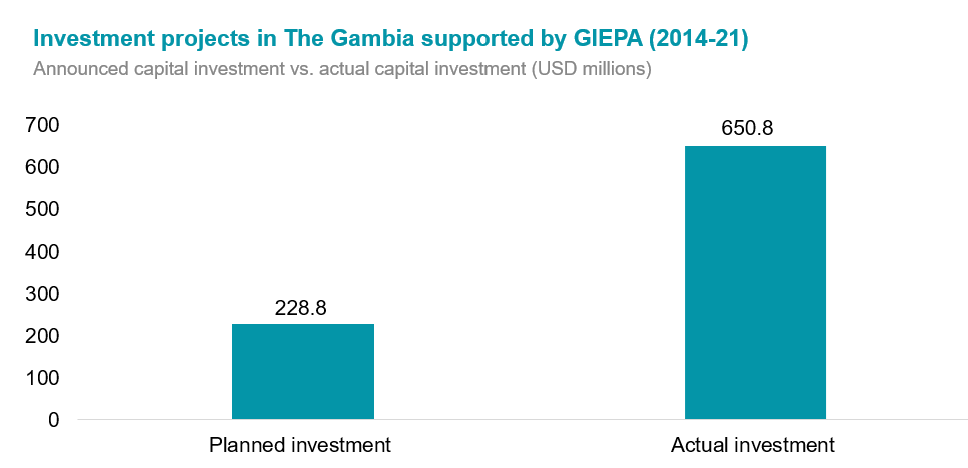 Investment projects in The Gambia supported by GIEPA (2014-21)
Announced capital investment vs. actual capital investment (USD millions)
700
600
500
400
300
200
100
0
228.8
650.8
Planned investment
Actual investment